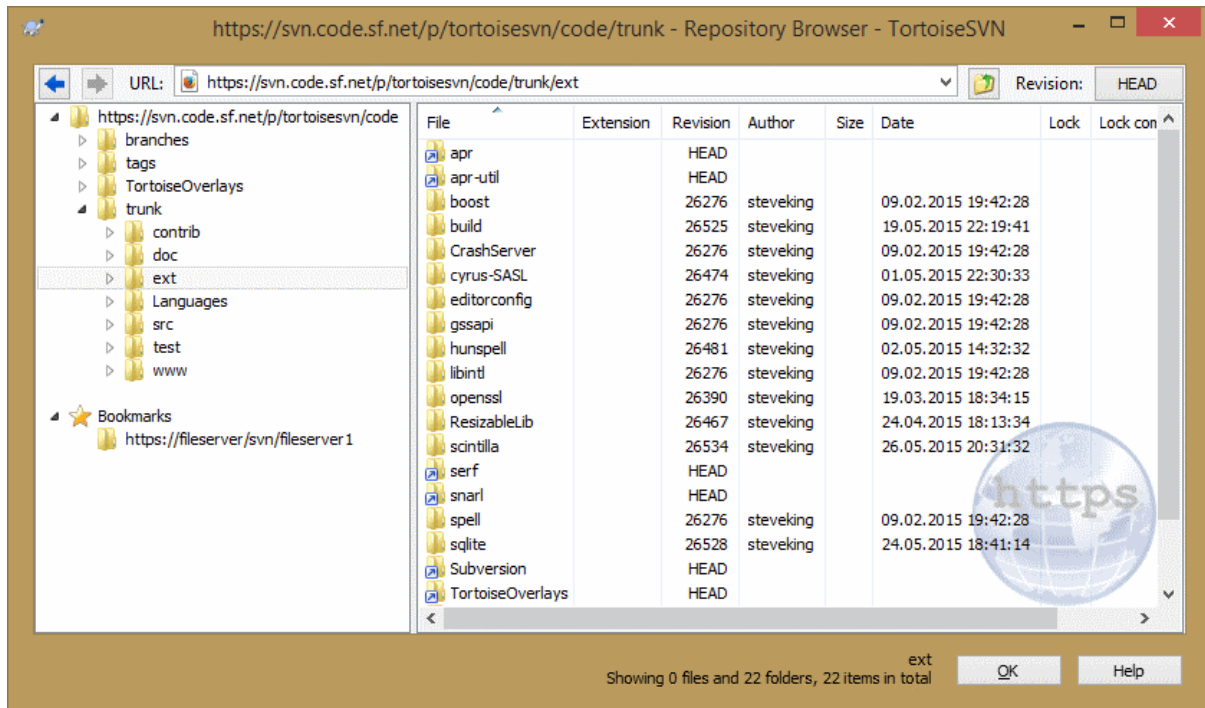 https://svn.code.sf.net/p/tortoisesvn/code/trunk - Repository Browser - TortoiseSVN
URL: https://svn.code.sf.net/p/tortoisesvn/code/trunk/ext Revision: HEAD
https://svn.code.sf.net/p/tortoisesvn/code
branches
tags
TortoiseOverlays
trunk
contrib
doc
ext
Languages
src
test
www
Bookmarks
https://fileserver/svn/fileserver1
File Extension Revision Author Size Date Lock Lock com
apr HEAD
apr-util HEAD
boost 26276 steveking 09.02.2015 19:42:28
build 26525 steveking 19.05.2015 22:19:41
CrashServer 26276 steveking 09.02.2015 19:42:28
cyrus-SASL 26474 steveking 01.05.2015 22:30:33
editorconfig 26276 steveking 09.02.2015 19:42:28
gssapi 26276 steveking 09.02.2015 19:42:28
hunspell 26481 steveking 02.05.2015 14:32:32
libintl 26276 steveking 09.02.2015 19:42:28
openssl 26390 steveking 19.03.2015 18:34:15
ResizableLib 26467 steveking 24.04.2015 18:13:34
scintilla 26534 steveking 26.05.2015 20:31:32
serf HEAD
snarl HEAD
spell 26276 steveking 09.02.2015 19:42:28
sqlite 26528 steveking 24.05.2015 18:41:14
Subversion HEAD
TortoiseOverlays HEAD
https
ext
Showing 0 files and 22 folders, 22 items in total
OK Help